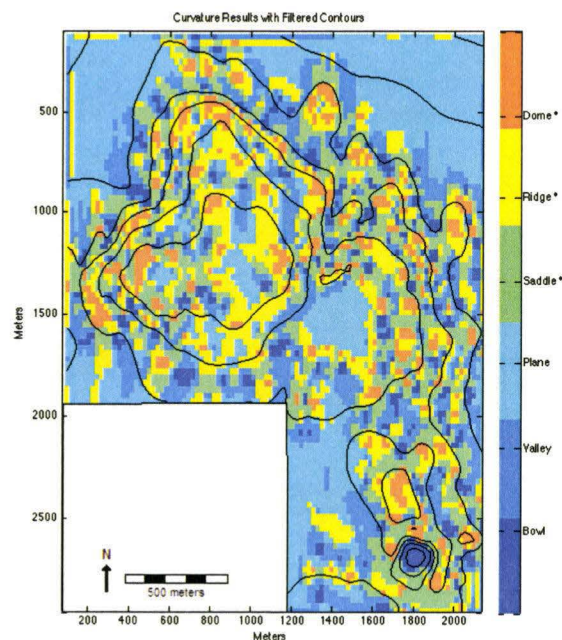 Curvature Results with Filtered Contours
500
1000
1500
2000
2500
Meters
Dome*
Ridge*
Saddle*
Plane
Valley
Bowl
N
500 meters
200 400 600 800 1000 1200 1400 1600 1800 2000
Meters